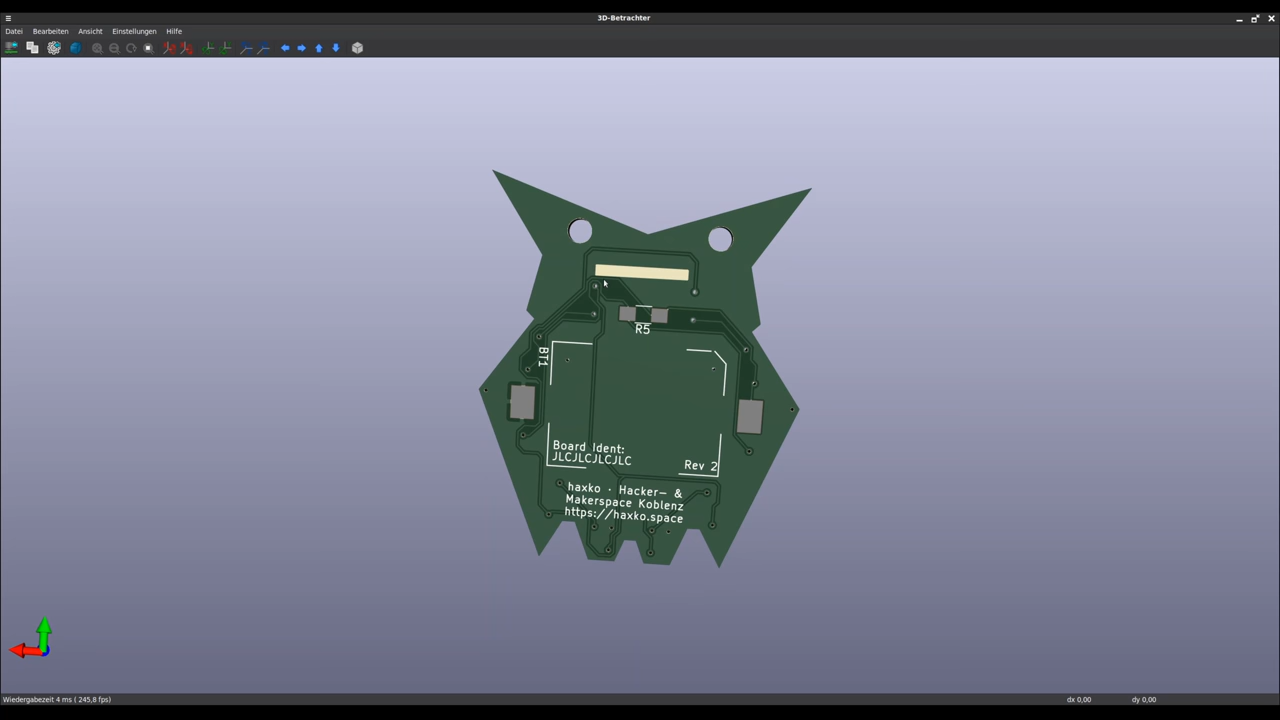 3D-Betrachter
Datei Bearbeiten Ansicht Einstellungen Hilfe
R5
BT1
Board Ident:
JLCJLCJLCJLC
Rev 2
haxko · Hacker- &
Makerspace Koblenz
https://haxko.space
Wiedergabezeit 4 ms ( 245,8 fps) dx 0,00 dy 0,00